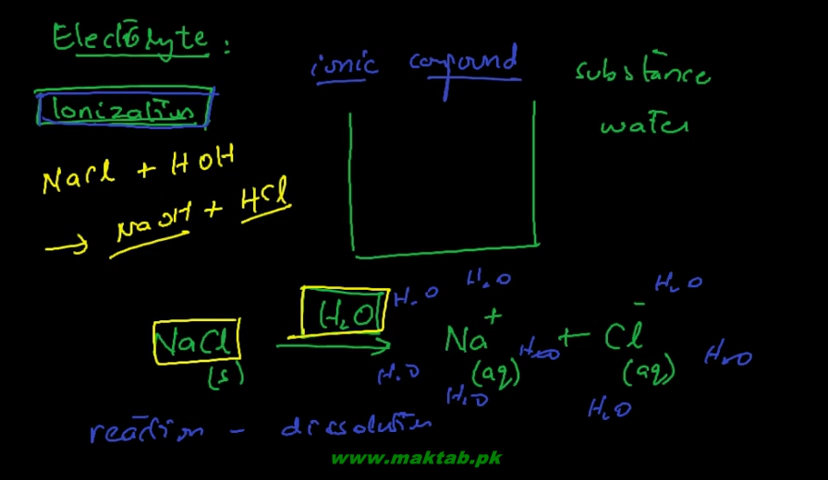 Electrolyte :
ionic compound
substance
water
Ionization
NaCl + HOH
→ NaOH + HCl
NaCl (s) H₂O → Na⁺ (aq) + Cl⁻ (aq)
H₂O H₂O H₂O
H₂O H₂O H₂O
H₂O H₂O
reaction - dissolution
www.maktab.pk